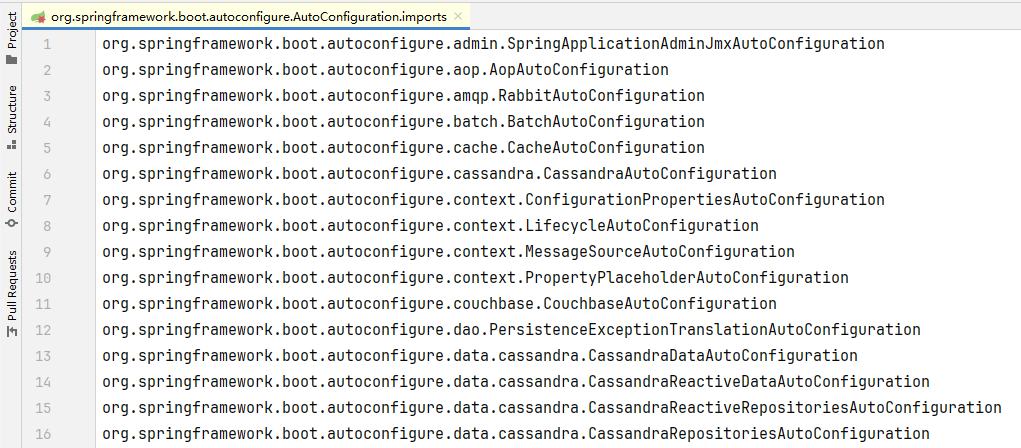 org.springframework.boot.autoconfigure.AutoConfiguration.imports
Project
Structure
Commit
Pull Requests
1 org.springframework.boot.autoconfigure.admin.SpringApplicationAdminJmxAutoConfiguration
2 org.springframework.boot.autoconfigure.aop.AopAutoConfiguration
3 org.springframework.boot.autoconfigure.amqp.RabbitAutoConfiguration
4 org.springframework.boot.autoconfigure.batch.BatchAutoConfiguration
5 org.springframework.boot.autoconfigure.cache.CacheAutoConfiguration
6 org.springframework.boot.autoconfigure.cassandra.CassandraAutoConfiguration
7 org.springframework.boot.autoconfigure.context.ConfigurationPropertiesAutoConfiguration
8 org.springframework.boot.autoconfigure.context.LifecycleAutoConfiguration
9 org.springframework.boot.autoconfigure.context.MessageSourceAutoConfiguration
10 org.springframework.boot.autoconfigure.context.PropertyPlaceholderAutoConfiguration
11 org.springframework.boot.autoconfigure.couchbase.CouchbaseAutoConfiguration
12 org.springframework.boot.autoconfigure.dao.PersistenceExceptionTranslationAutoConfiguration
13 org.springframework.boot.autoconfigure.data.cassandra.CassandraDataAutoConfiguration
14 org.springframework.boot.autoconfigure.data.cassandra.CassandraReactiveDataAutoConfiguration
15 org.springframework.boot.autoconfigure.data.cassandra.CassandraReactiveRepositoriesAutoConfiguration
16 org.springframework.boot.autoconfigure.data.cassandra.CassandraRepositoriesAutoConfiguration